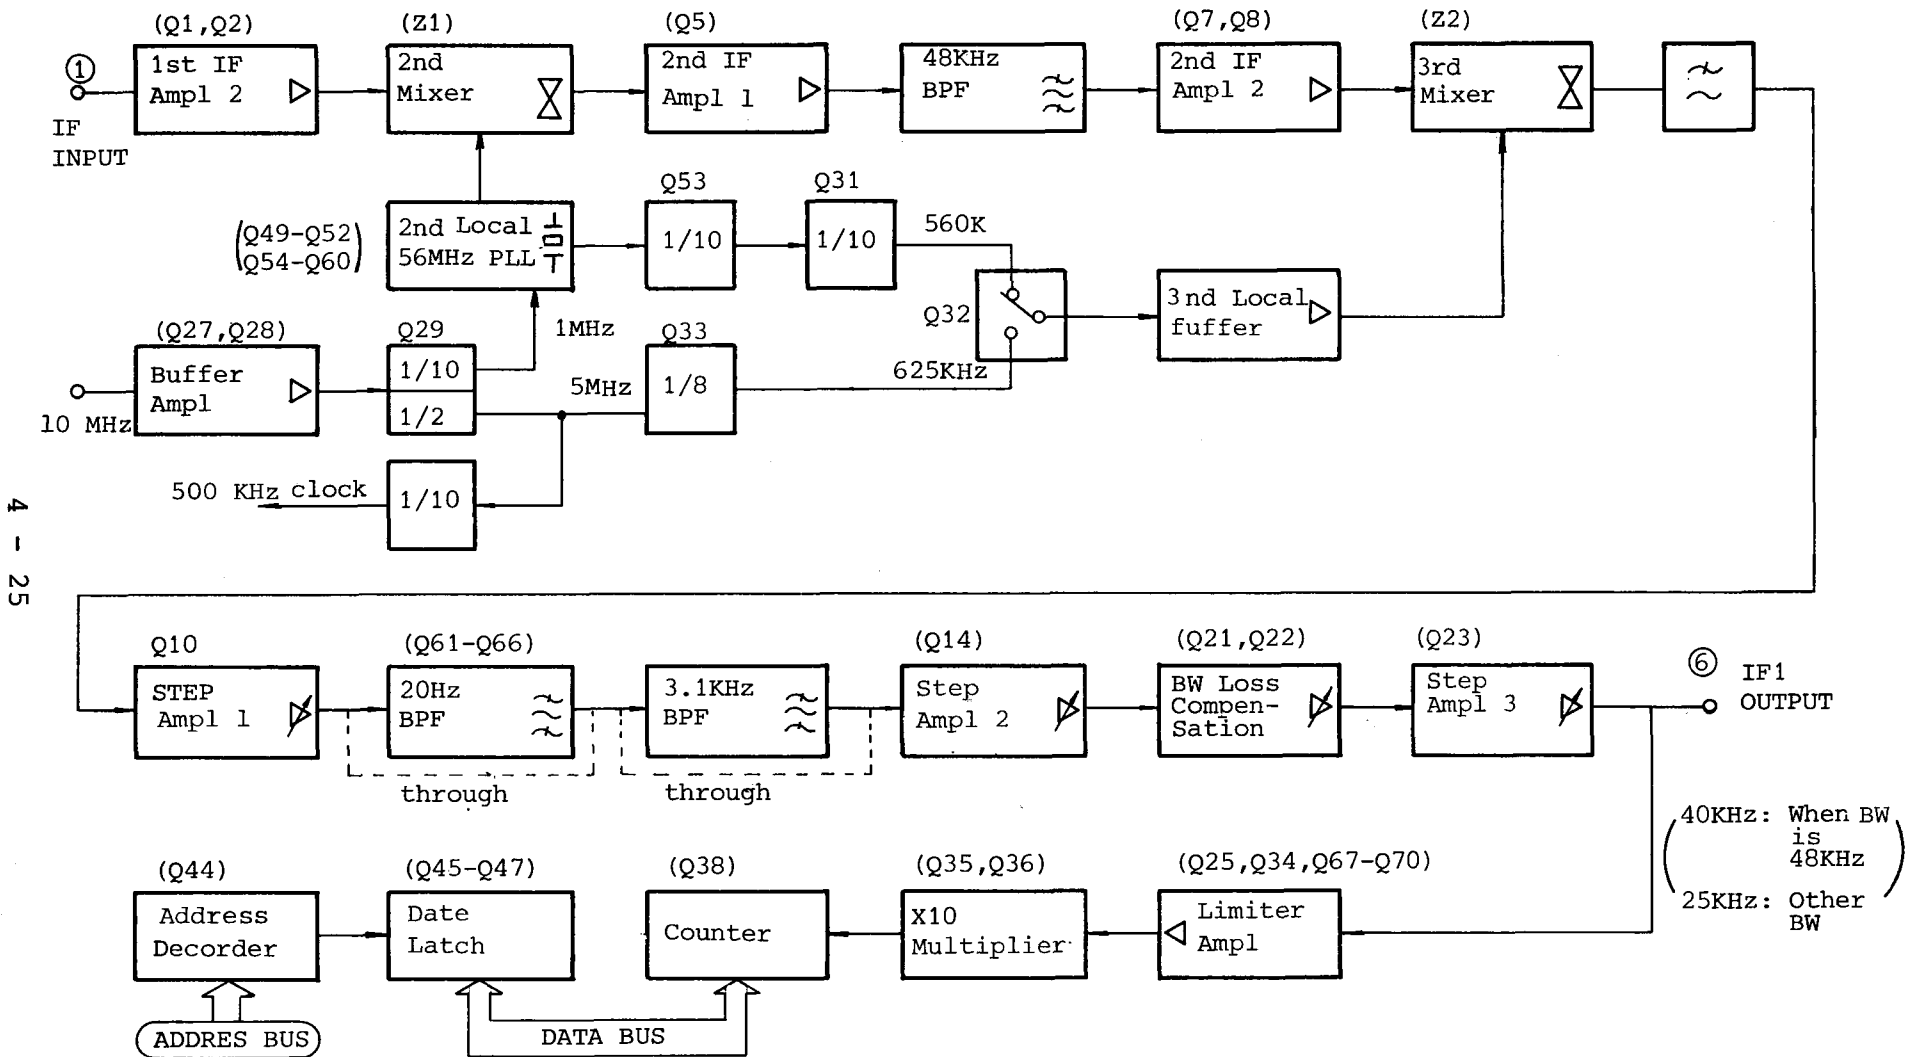 (Q1,Q2)
(Z1)
(Q5)
(Q7,Q8)
(Z2)
1
IF
INPUT
1st IF
Ampl 2
2nd
Mixer
2nd IF
Ampl 1
48KHz
BPF
2nd IF
Ampl 2
3rd
Mixer
(Q49-Q52
Q54-Q60)
2nd Local
56MHz PLL
Q53
1/10
Q31
1/10
560K
Q32
3nd Local
fuffer
(Q27,Q28)
Buffer
Ampl
10 MHz
Q29
1/10
1/2
1MHz
5MHz
Q33
1/8
625KHz
500 KHz clock
1/10
4 - 25
Q10
STEP
Ampl 1
(Q61-Q66)
20Hz
BPF
through
3.1KHz
BPF
through
(Q14)
Step
Ampl 2
(Q21,Q22)
BW Loss
Compen-
Sation
(Q23)
Step
Ampl 3
6
IF1
OUTPUT
(40KHz: When BW
is
48KHz
25KHz: Other
BW)
(Q44)
Address
Decorder
(Q45-Q47)
Date
Latch
(Q38)
Counter
(Q35,Q36)
X10
Multiplier
(Q25,Q34,Q67-Q70)
Limiter
Ampl
ADDRES BUS
DATA BUS